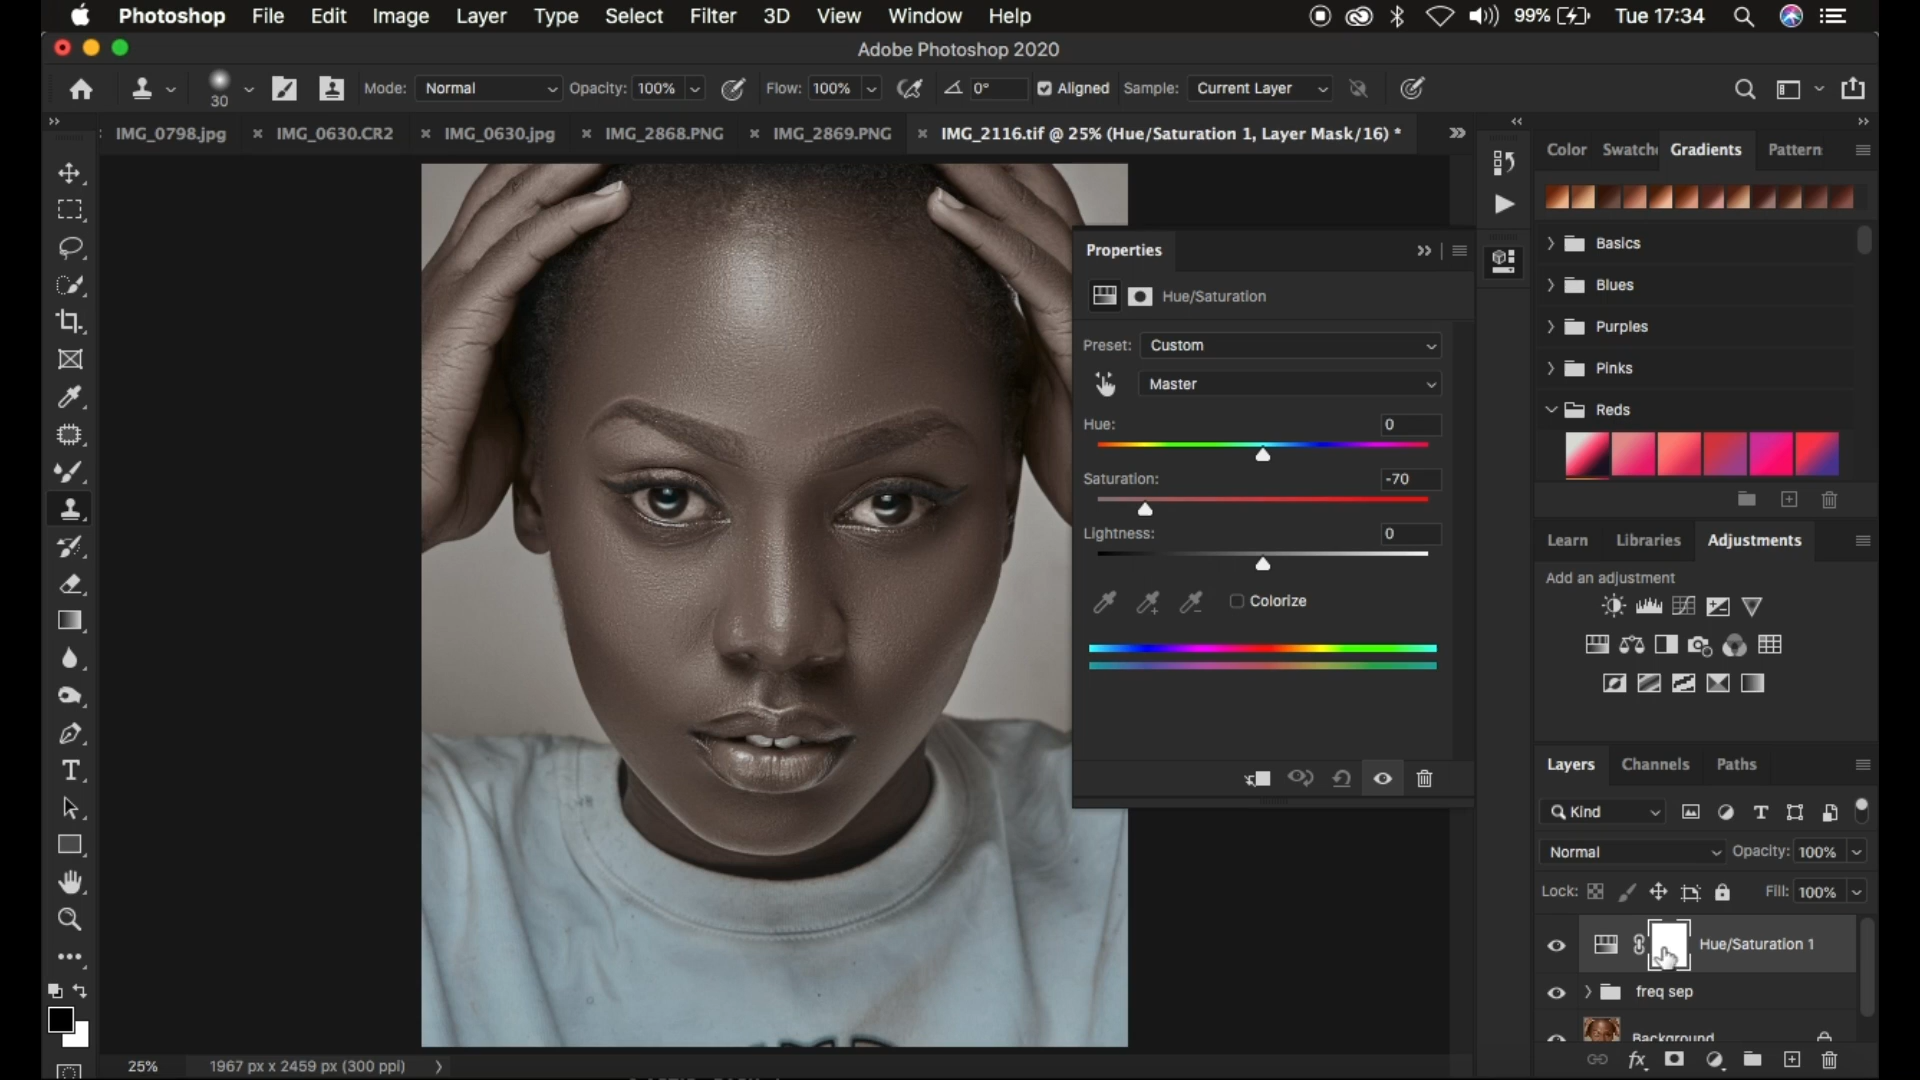 Photoshop File Edit Image Layer Type Select Filter 3D View Window Help 99% Tue 17:34
Adobe Photoshop 2020
30 Mode: Normal Opacity: 100% Flow: 100% 0° Aligned Sample: Current Layer
IMG_0798.jpg × IMG_0630.CR2 × IMG_0630.jpg × IMG_2868.PNG × IMG_2869.PNG × IMG_2116.tif @ 25% (Hue/Saturation 1, Layer Mask/16) *
Color Swatche Gradients Pattern
Basics
Blues
Purples
Pinks
Reds
Properties
Hue/Saturation
Preset: Custom
Master
Hue: 0
Saturation: -70
Lightness: 0
Colorize
Learn Libraries Adjustments
Add an adjustment
Layers Channels Paths
Kind
Normal Opacity: 100%
Lock: Fill: 100%
Hue/Saturation 1
freq sep
Background
25% 1967 px x 2459 px (300 ppi)